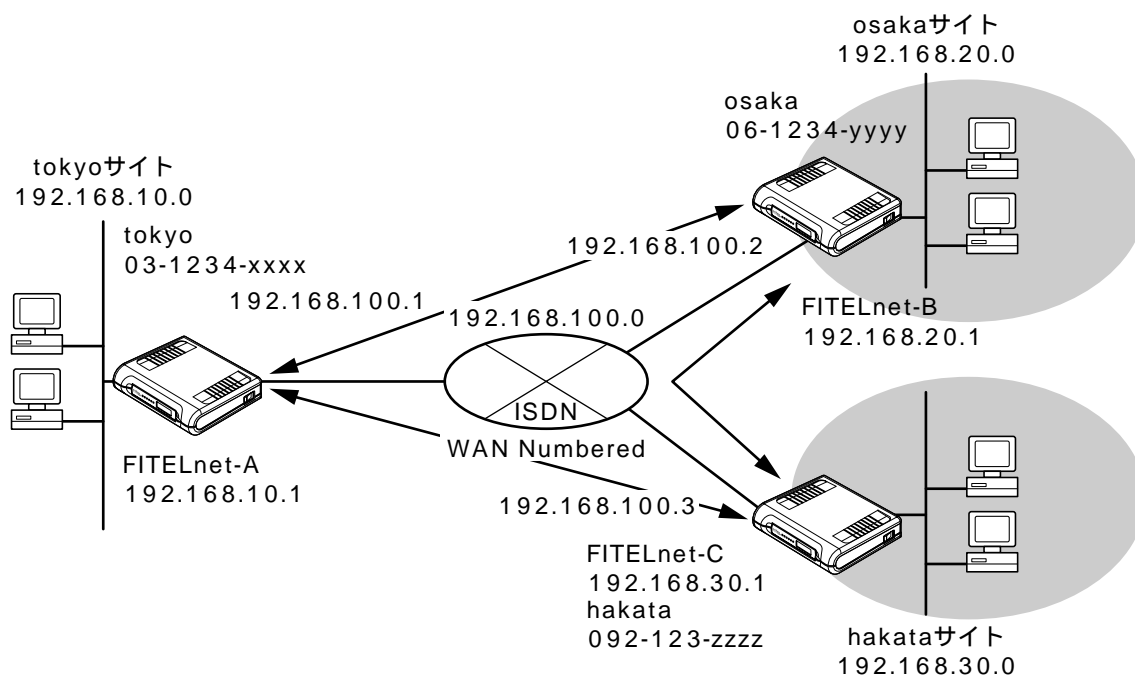 osakaサイト
192.168.20.0
osaka
06-1234-yyyy
tokyoサイト
192.168.10.0
tokyo
03-1234-xxxx
192.168.100.2
192.168.100.1
192.168.100.0
FITELnet-B
192.168.20.1
ISDN
WAN Numbered
FITELnet-A
192.168.10.1
192.168.100.3
FITELnet-C
192.168.30.1
hakata
092-123-zzzz
hakataサイト
192.168.30.0